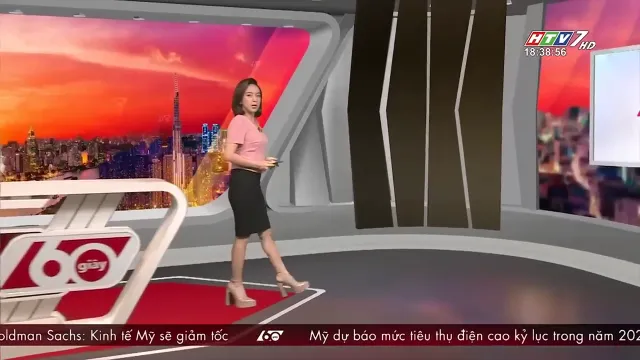 HTV7 HD
18:38:56
60
giây
oldman Sachs: Kinh tế Mỹ sẽ giảm tốc 60 Mỹ dự báo mức tiêu thụ điện cao kỷ lục trong năm 202